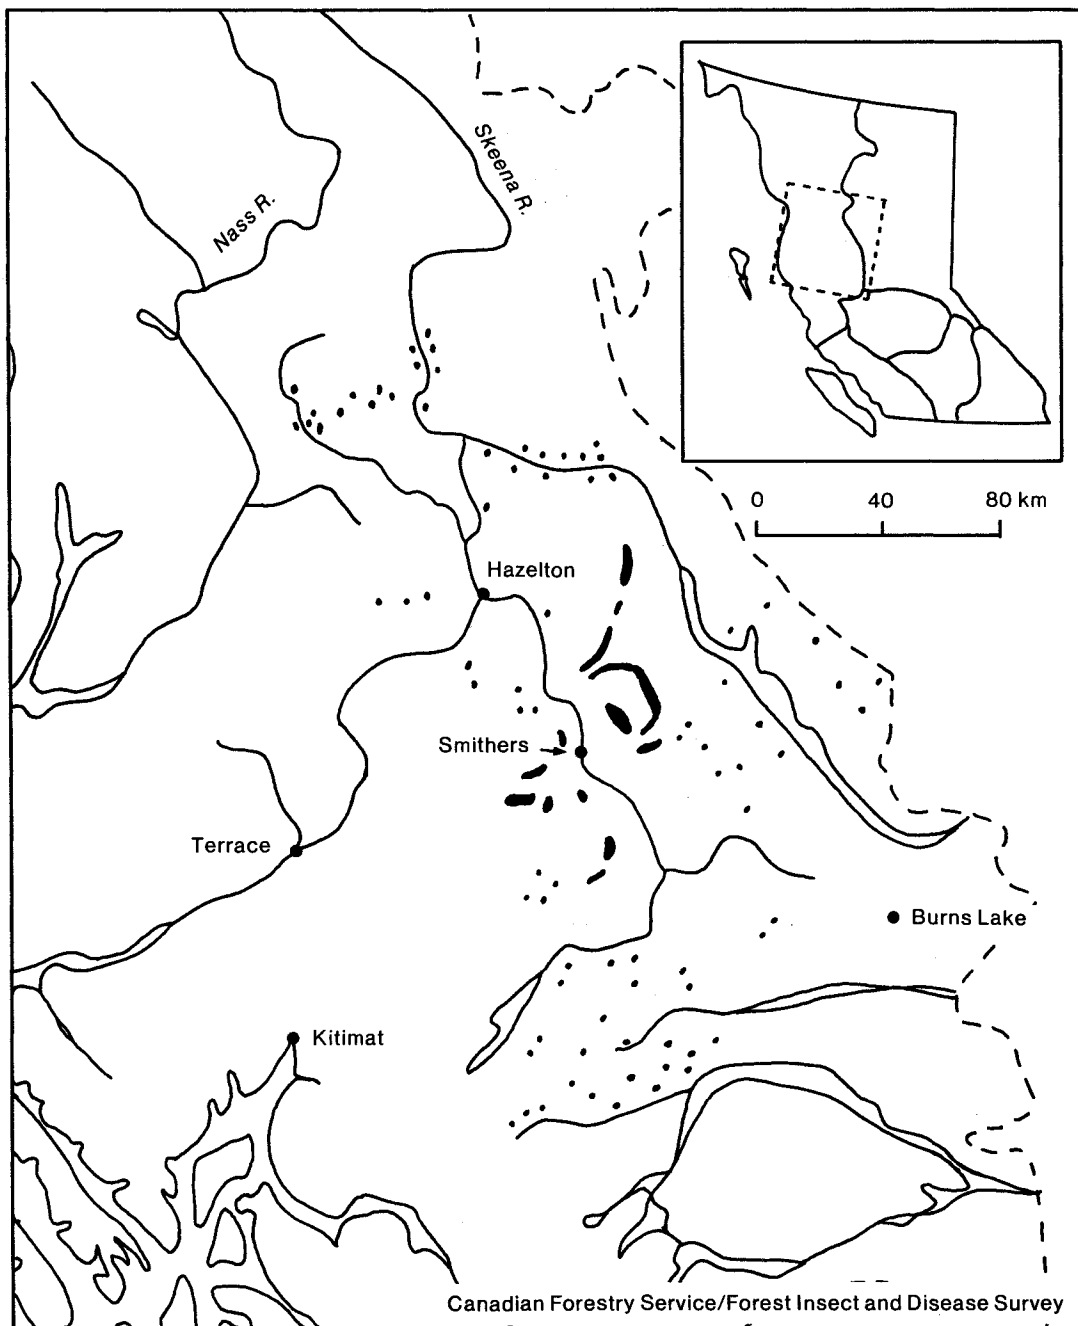 Skeena R.
Nass R.
0 40 80 km
Hazelton
Smithers
Terrace
Burns Lake
Kitimat
Canadian Forestry Service/Forest Insect and Disease Survey